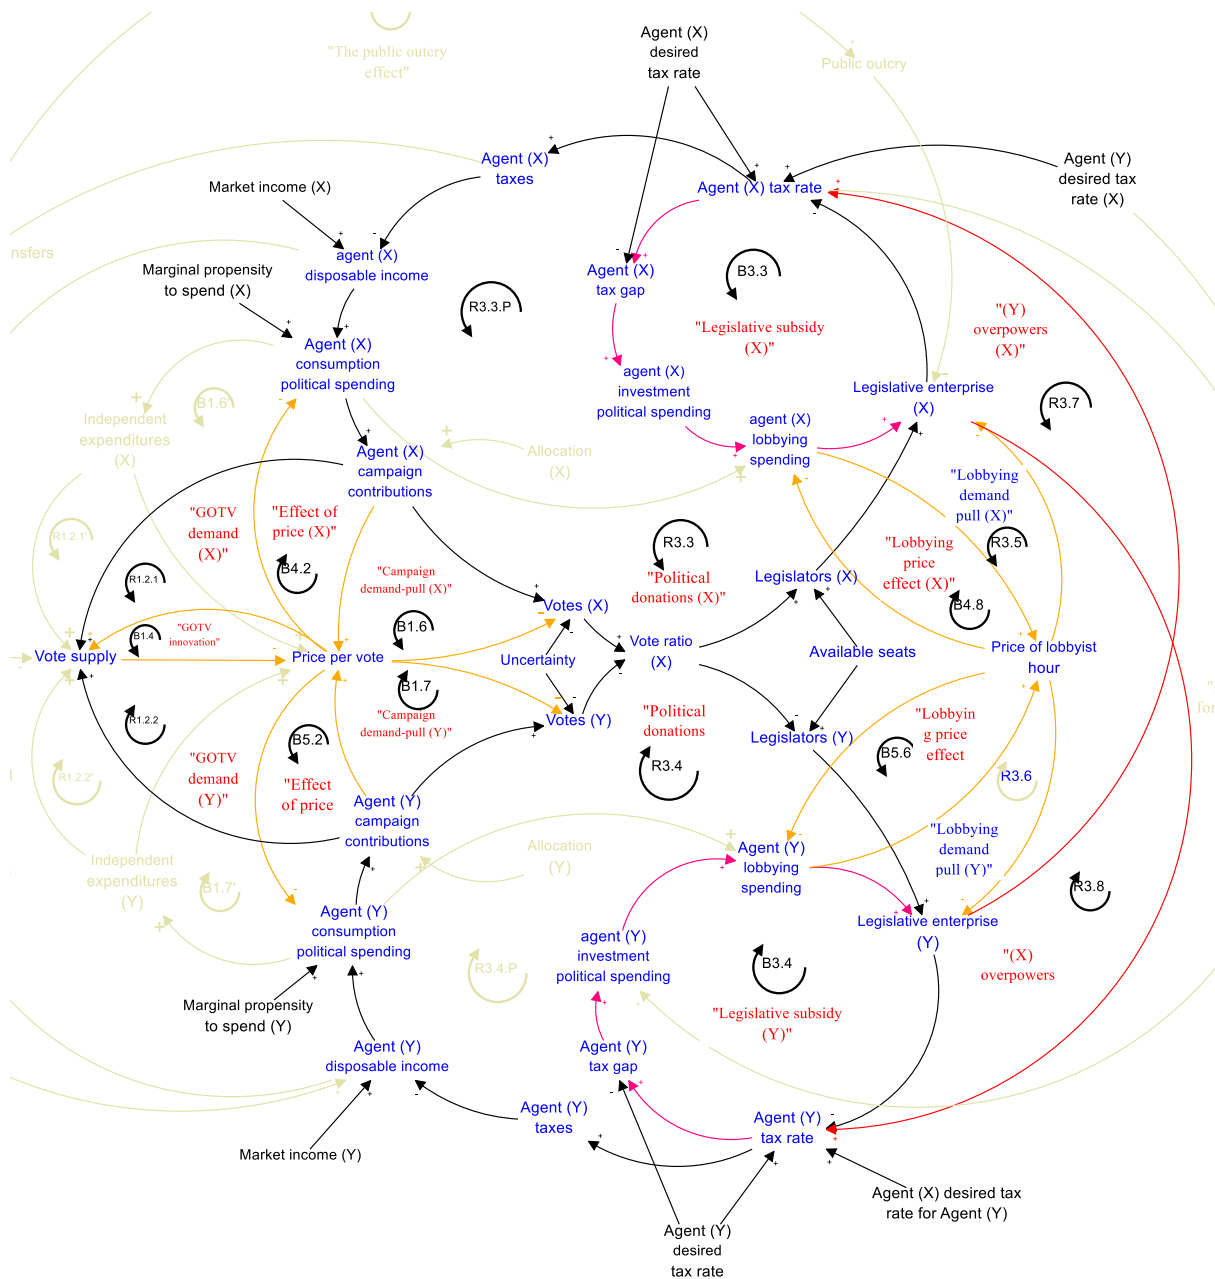 Agent (X)
desired
tax rate
"The public outcry
effect"
Public outcry
Agent (X)
taxes
Agent (Y)
desired tax
rate (X)
Market income (X)
Agent (X) tax rate
nsfers
agent (X)
disposable income
Marginal propensity
to spend (X)
Agent (X)
tax gap
B3.3
R3.3.P
"Legislative subsidy
(X)"
"(Y)
overpowers
(X)"
Agent (X)
consumption
political spending
agent (X)
investment
political spending
Legislative enterprise
(X)
R3.7
B1.6'
Independent
expenditures
(X)
agent (X)
lobbying
spending
Allocation
(X)
Agent (X)
campaign
contributions
"Lobbying
demand
pull (X)"
"GOTV
demand
(X)"
"Effect of
price (X)"
R1.2.1'
R3.3
R3.5
"Lobbying
price
effect (X)"
B4.2
R1.2.1
"Campaign
demand-pull (X)"
"Political
donations (X)"
Legislators (X)
B4.8
Votes (X)
B1.6
B1.4
"GOTV
innovation"
Vote supply
Price per vote
Uncertainty
Vote ratio
(X)
Available seats
Price of lobbyist
hour
B1.7
"Campaign
demand-pull (Y)"
Votes (Y)
"Political
donations
Legislators (Y)
"Lobbyin
g price
effect
"
for
R1.2.2
B5.2
B5.6
"GOTV
demand
(Y)"
"Effect
of price
R1.2.2'
R3.4
R3.6
Agent (Y)
campaign
contributions
"Lobbying
demand
pull (Y)"
Allocation
(Y)
Agent (Y)
lobbying
spending
Independent
expenditures
(Y)
B1.7'
R3.8
Agent (Y)
consumption
political spending
Legislative enterprise
(Y)
agent (Y)
investment
political spending
R3.4.P
B3.4
"(X)
overpowers
Marginal propensity
to spend (Y)
"Legislative subsidy
(Y)"
Agent (Y)
disposable income
Agent (Y)
tax gap
Agent (Y)
taxes
Agent (Y)
tax rate
Market income (Y)
Agent (X) desired tax
rate for Agent (Y)
Agent (Y)
desired
tax rate